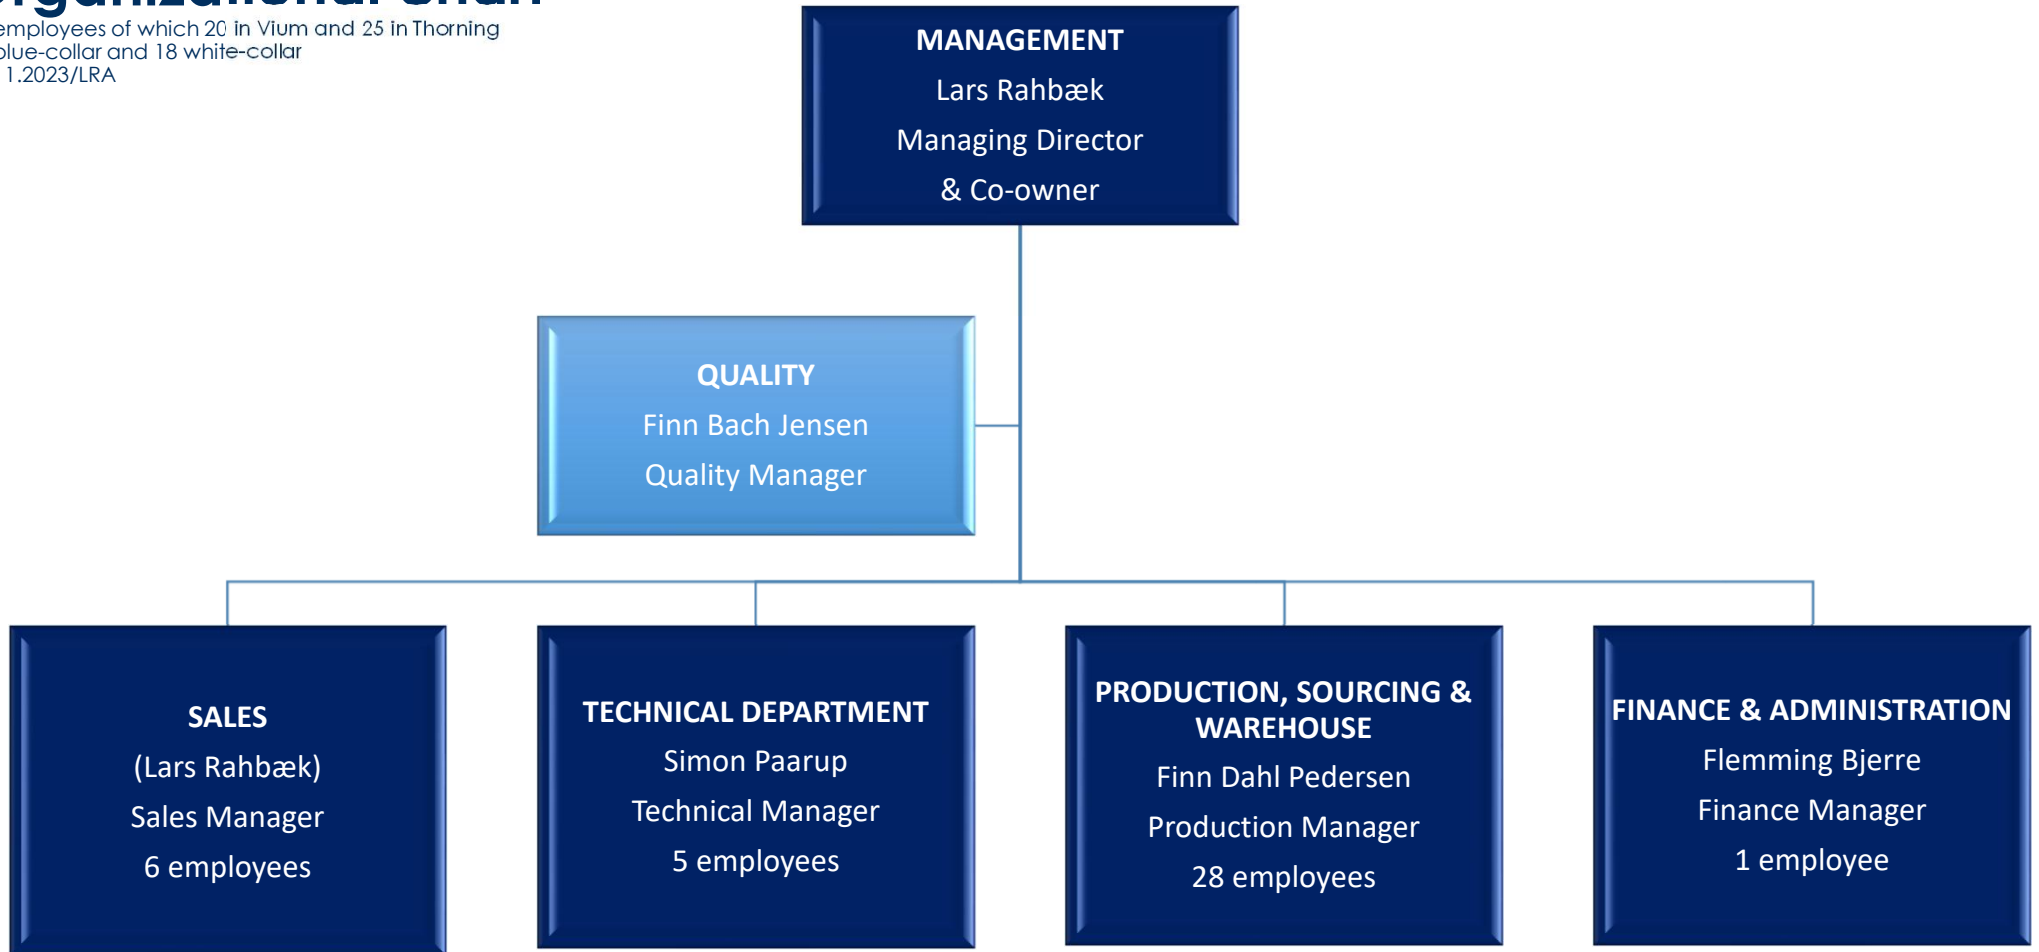 employees of which 20 in Vium and 25 in Thorning
blue-collar and 18 white-collar
1.2023/LRA
MANAGEMENT
Lars Rahbæk
Managing Director
& Co-owner
QUALITY
Finn Bach Jensen
Quality Manager
SALES
(Lars Rahbæk)
Sales Manager
6 employees
TECHNICAL DEPARTMENT
Simon Paarup
Technical Manager
5 employees
PRODUCTION, SOURCING &
WAREHOUSE
Finn Dahl Pedersen
Production Manager
28 employees
FINANCE & ADMINISTRATION
Flemming Bjerre
Finance Manager
1 employee